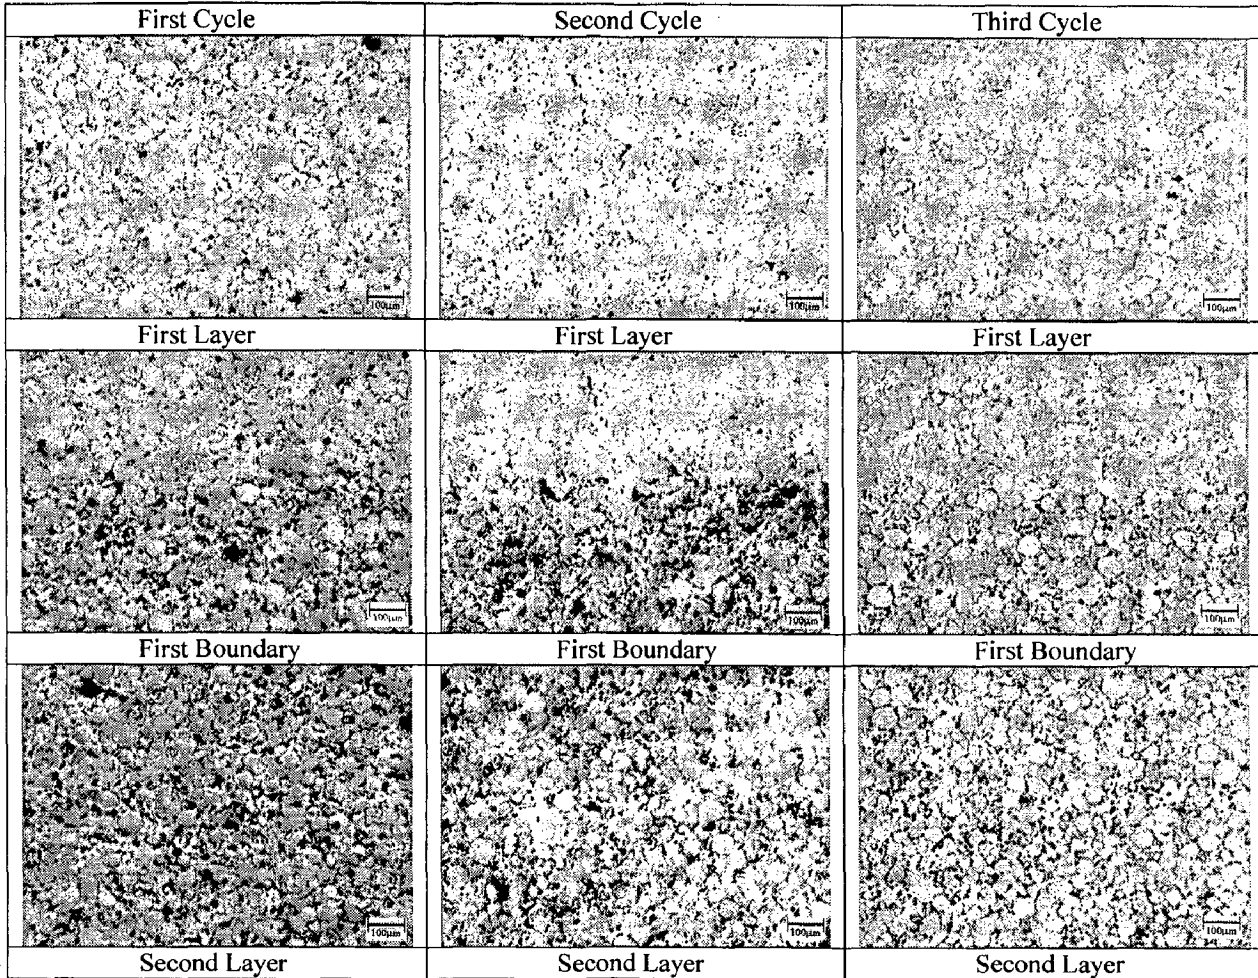 First Cycle Second Cycle Third Cycle
100µm 100µm 100µm
First Layer First Layer First Layer
100µm 100µm 100µm
First Boundary First Boundary First Boundary
100µm 100µm 100µm
Second Layer Second Layer Second Layer